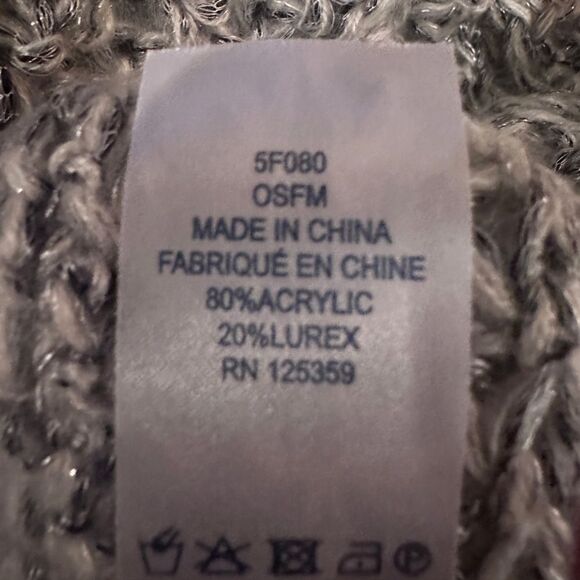 5F080
OSFM
MADE IN CHINA
FABRIQUÉ EN CHINE
80%ACRYLIC
20%LUREX
RN 125359